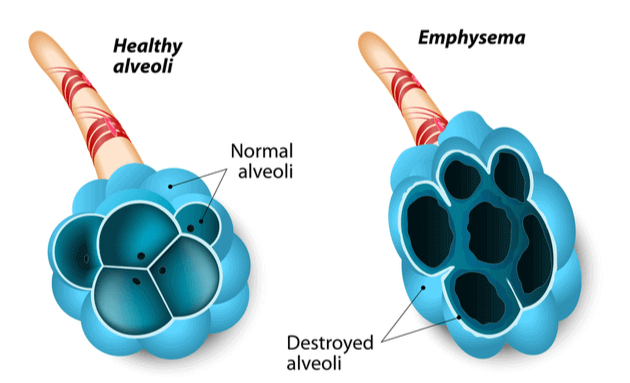 Healthy
alveoli
Emphysema
Normal
alveoli
Destroyed
alveoli